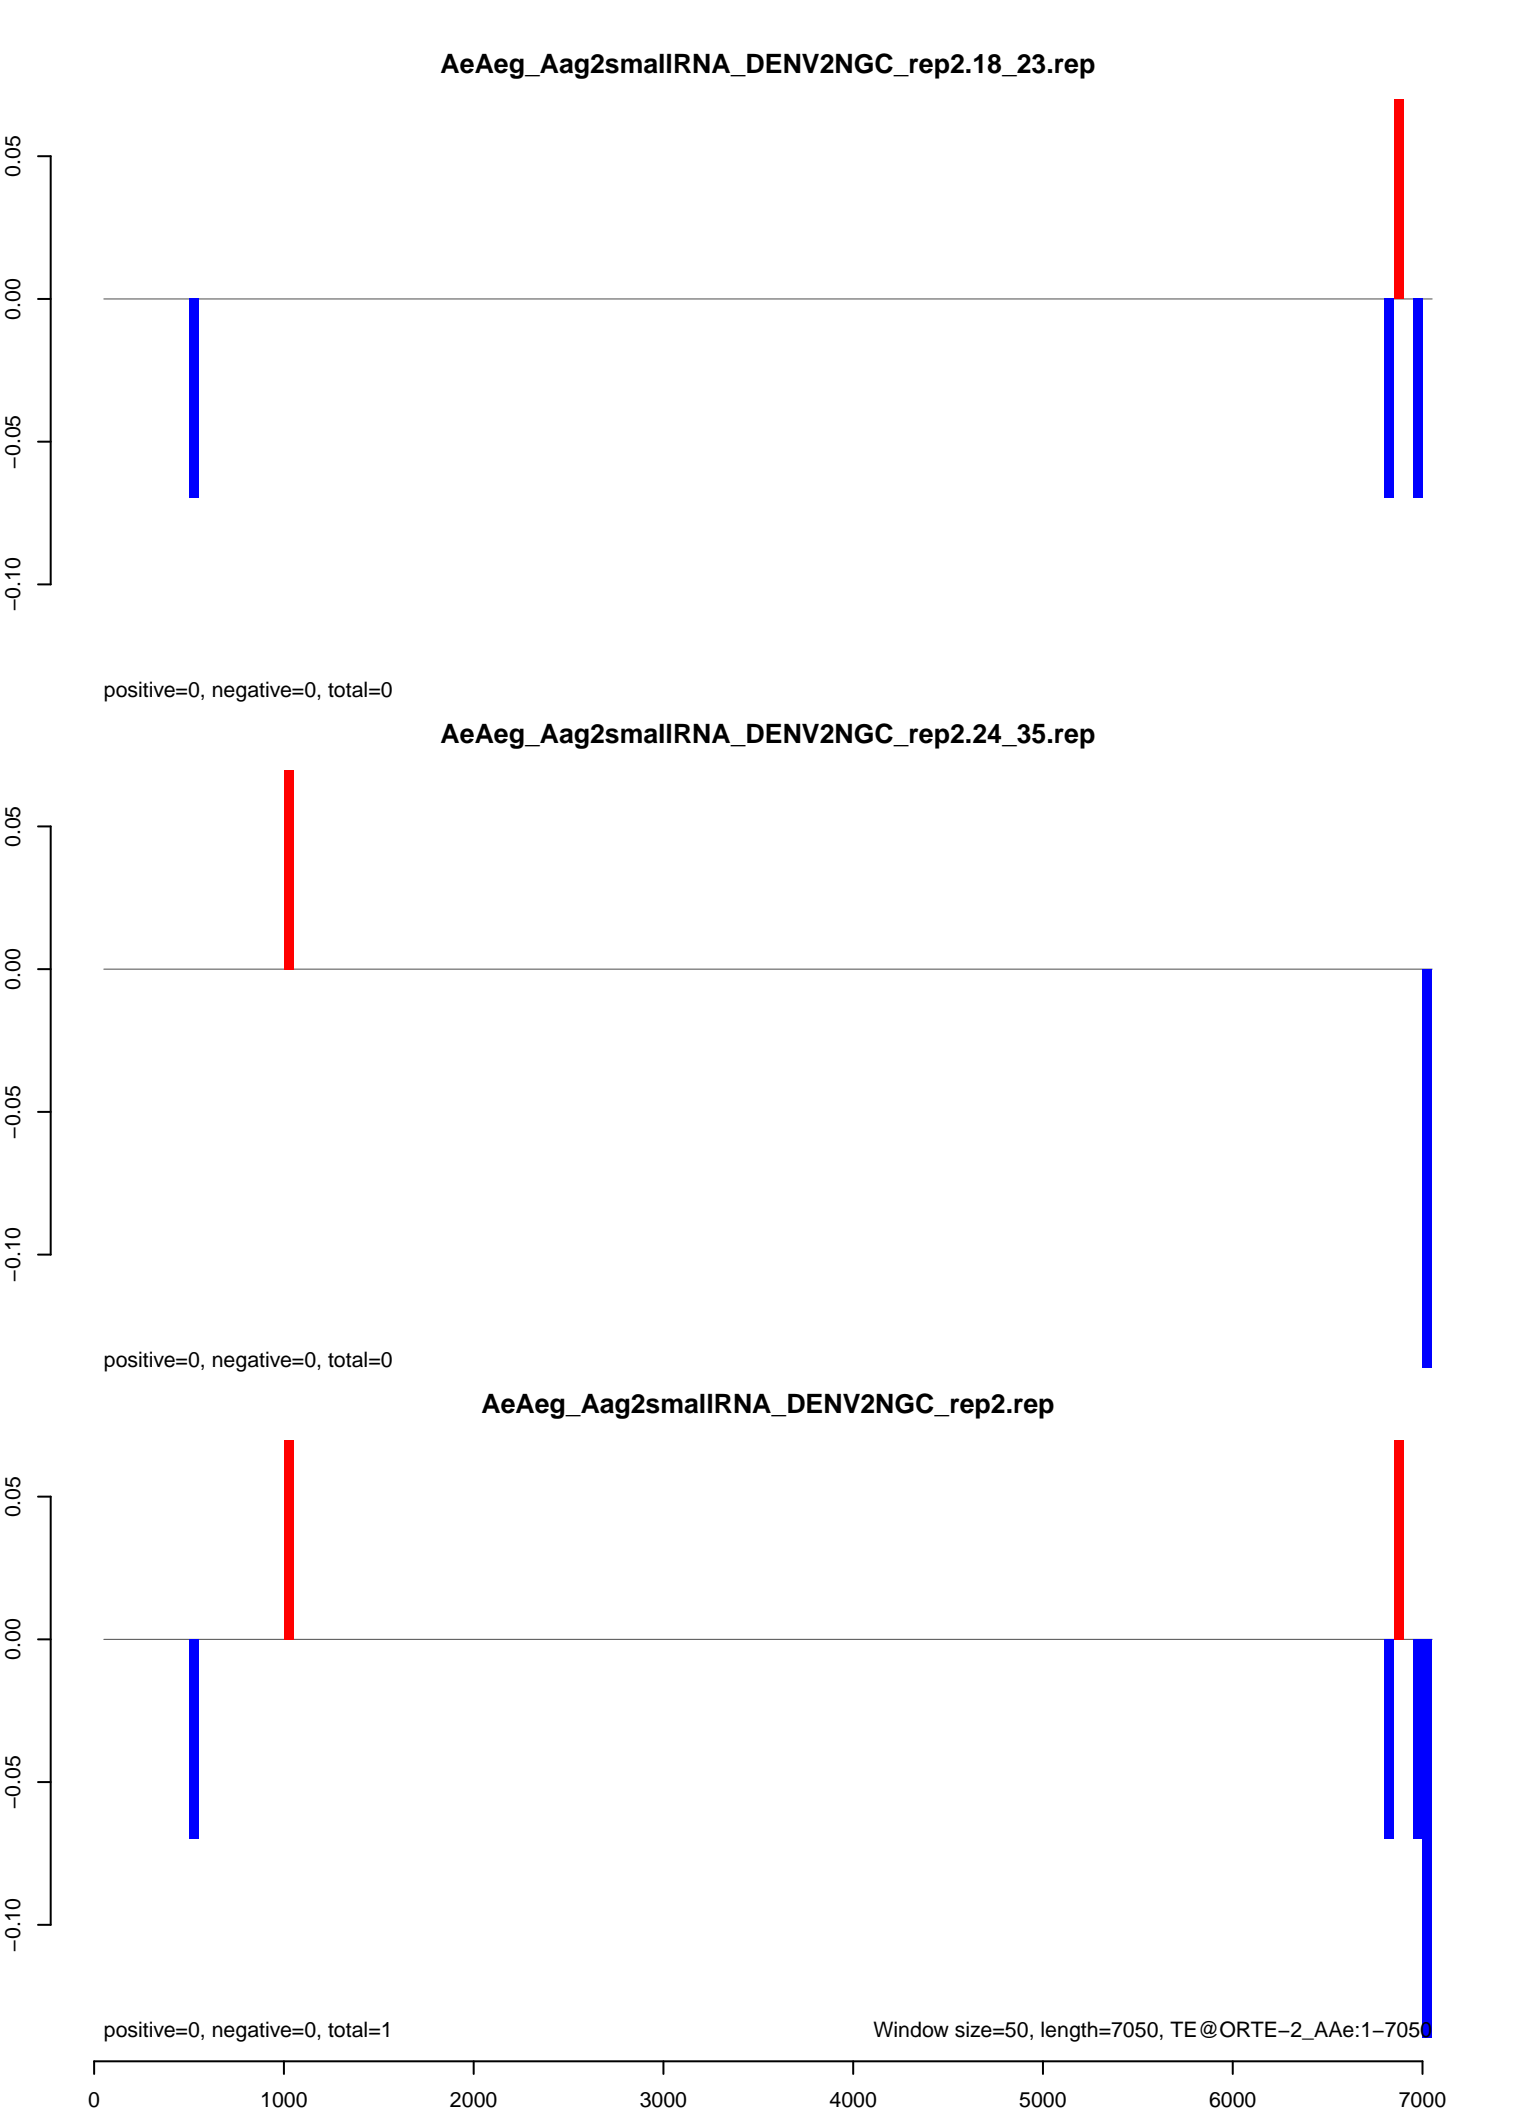 AeAeg_Aag2smallRNA_DENV2NGC_rep2.18_23.rep
0.05
0.00
−0.05
−0.10
positive=0, negative=0, total=0
AeAeg_Aag2smallRNA_DENV2NGC_rep2.24_35.rep
0.05
0.00
−0.05
−0.10
positive=0, negative=0, total=0
AeAeg_Aag2smallRNA_DENV2NGC_rep2.rep
0.05
0.00
−0.05
−0.10
positive=0, negative=0, total=1
Window size=50, length=7050, TE@ORTE−2_AAe:1−7050
0 1000 2000 3000 4000 5000 6000 7000